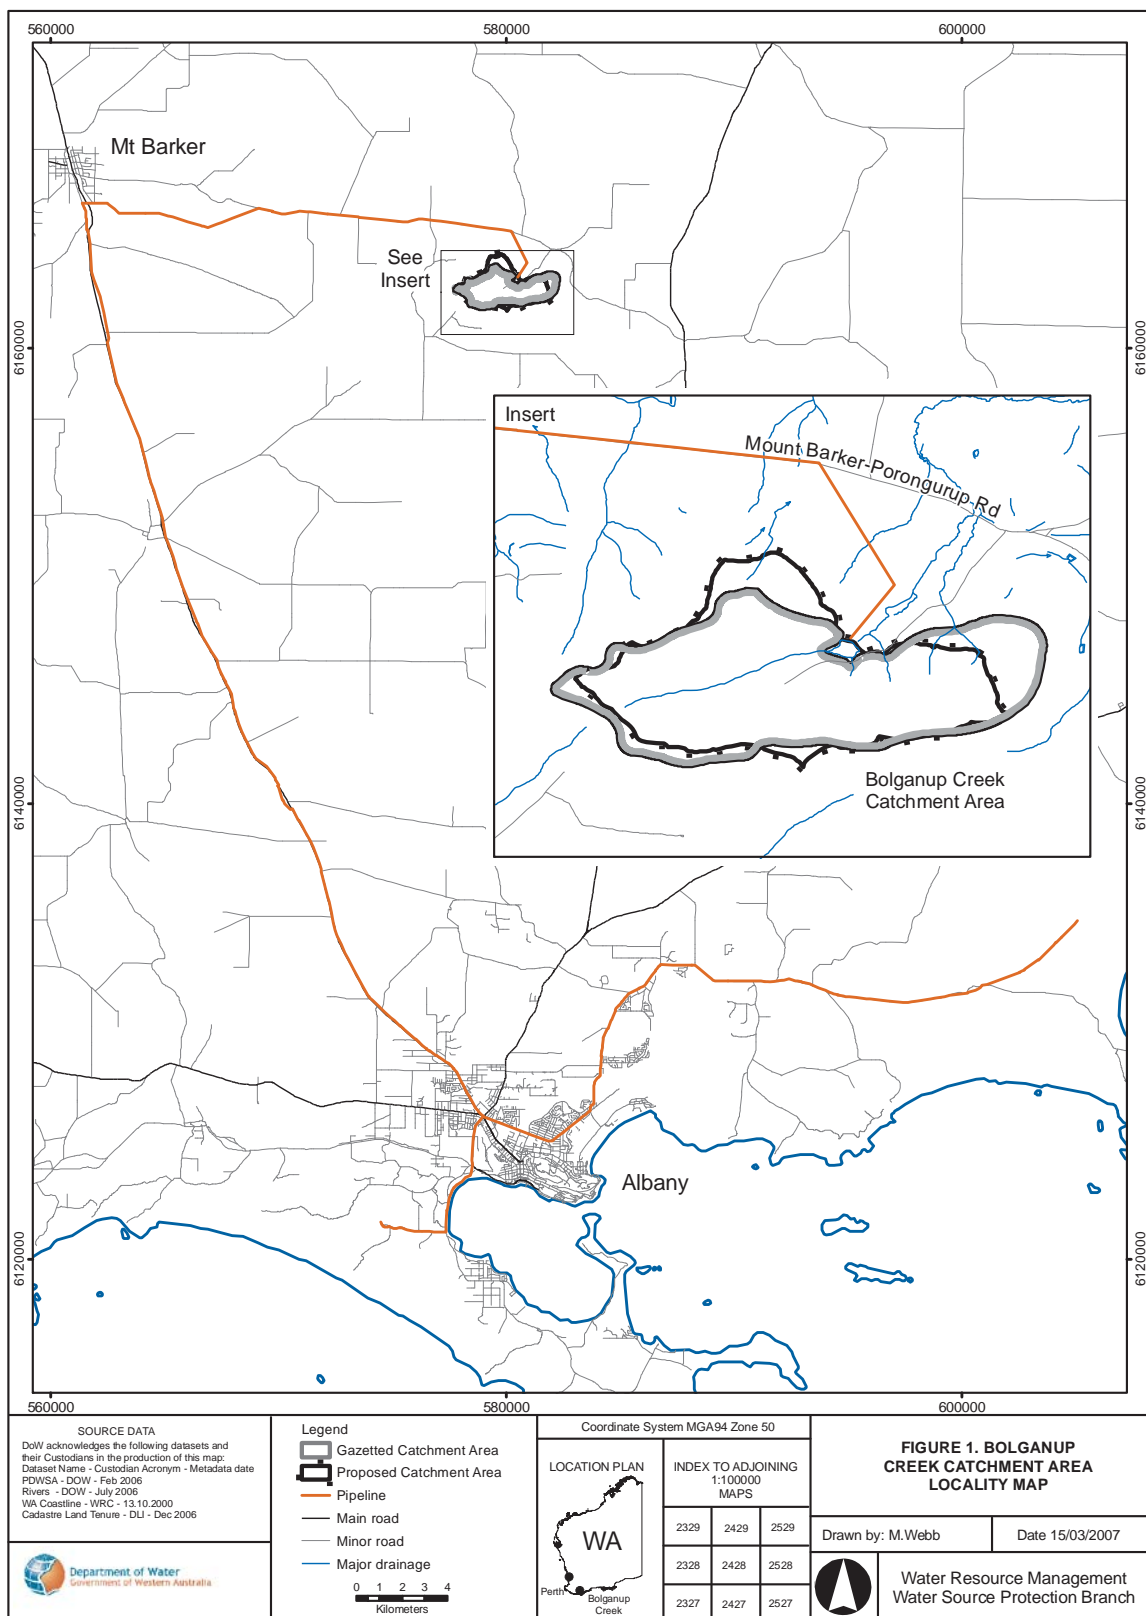 560000
580000
600000
Mt Barker
See
Insert
6160000
6160000
Insert
Mount Barker-Porongurup Rd
Bolganup Creek
Catchment Area
6140000
6140000
Albany
6120000
6120000
560000
580000
600000
SOURCE DATA
DoW acknowledges the following datasets and
their Custodians in the production of this map:
Dataset Name - Custodian Acronym - Metadata date
PDWSA - DOW - Feb 2006
Rivers - DOW - July 2006
WA Coastline - WRC - 13.10.2000
Cadastre Land Tenure - DLI - Dec 2006
Department of Water
Government of Western Australia
Legend
Gazetted Catchment Area
Proposed Catchment Area
Pipeline
Main road
Minor road
Major drainage
0 1 2 3 4
Kilometers
Coordinate System MGA94 Zone 50
LOCATION PLAN
WA
Perth
Bolganup
Creek
INDEX TO ADJOINING
1:100000
MAPS
2329 2429 2529
2328 2428 2528
2327 2427 2527
FIGURE 1. BOLGANUP
CREEK CATCHMENT AREA
LOCALITY MAP
Drawn by: M.Webb
Date 15/03/2007
Water Resource Management
Water Source Protection Branch